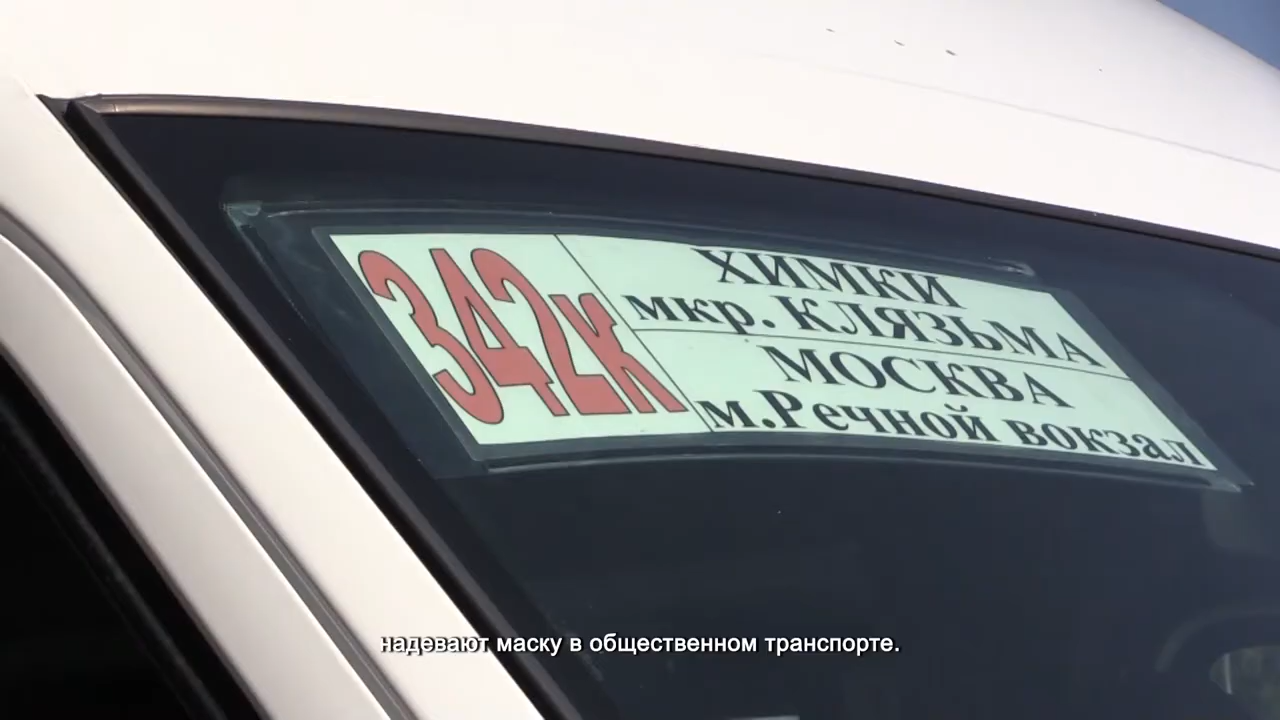 342к
ХИМКИ
мкр. КЛЯЗЬМА
МОСКВА
м.Речной вокзал
надевают маску в общественном транспорте.